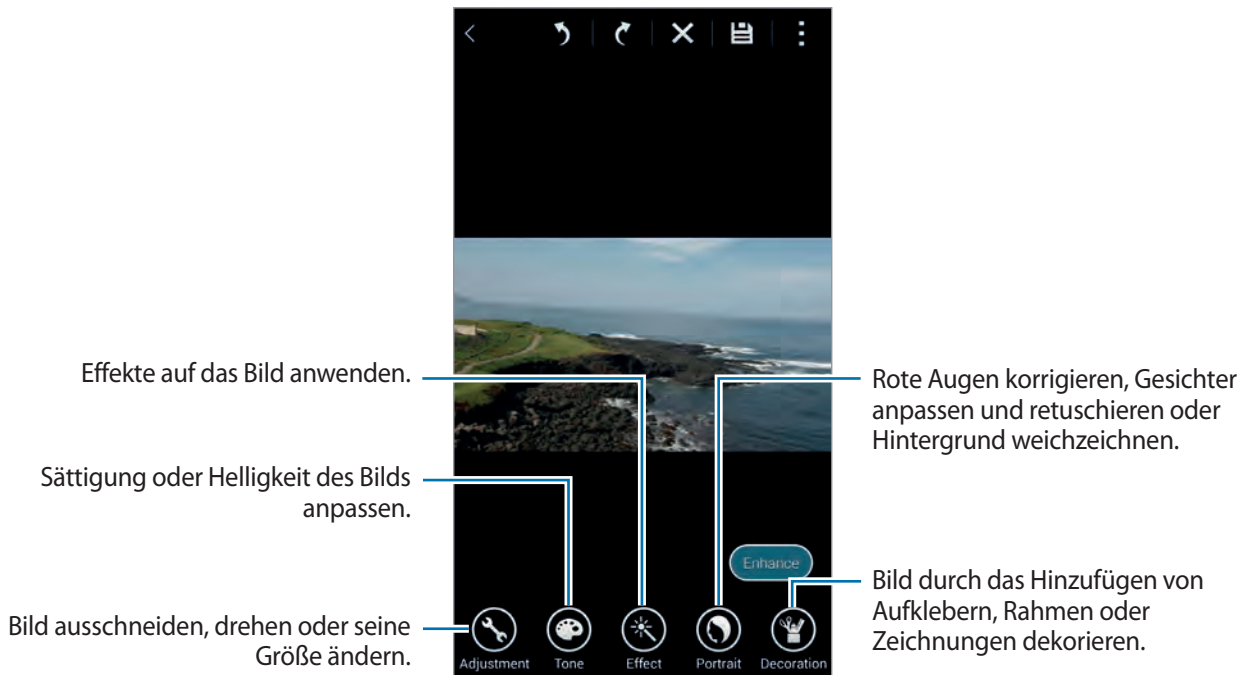 Effekte auf das Bild anwenden.
Sättigung oder Helligkeit des Bilds
anpassen.
Bild ausschneiden, drehen oder seine
Größe ändern.
Rote Augen korrigieren, Gesichter
anpassen und retuschieren oder
Hintergrund weichzeichnen.
Enhance
Bild durch das Hinzufügen von
Aufklebern, Rahmen oder
Zeichnungen dekorieren.
Adjustment Tone Effect Portrait Decoration